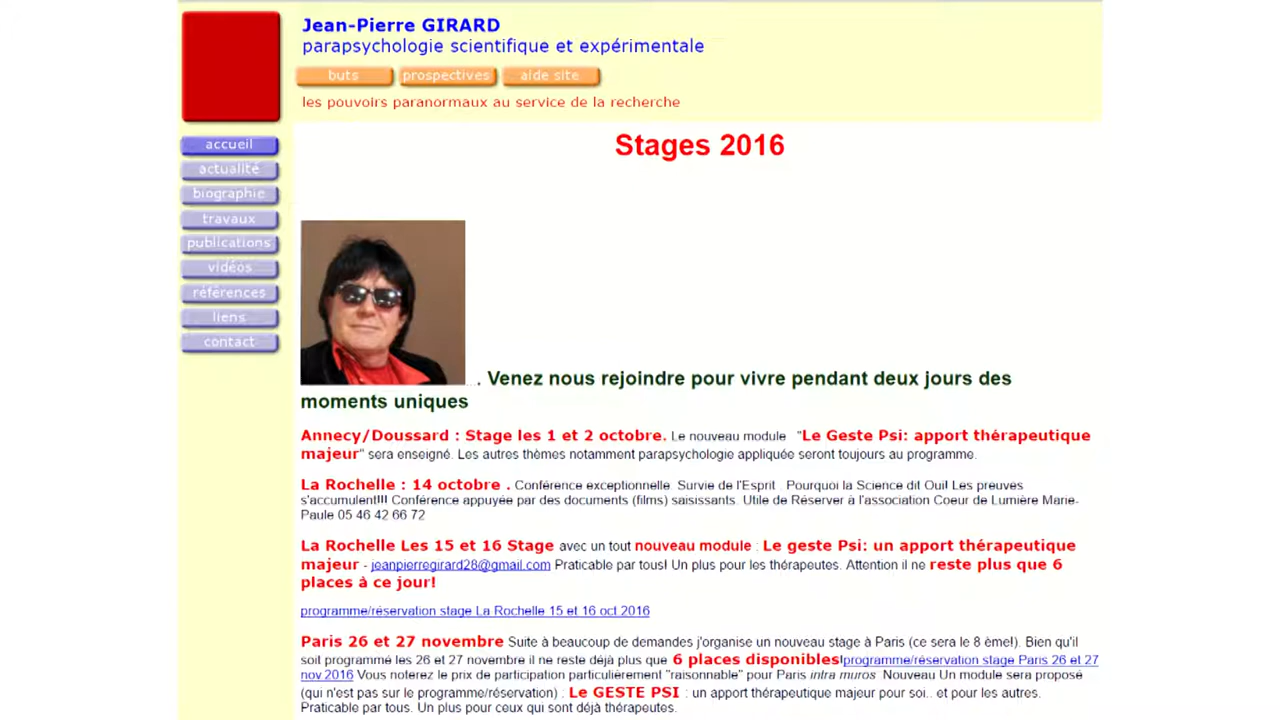 Jean-Pierre GIRARD
parapsychologie scientifique et expérimentale
buts prospectives aide site
les pouvoirs paranormaux au service de la recherche
accueil
actualité
biographie
travaux
publications
vidéos
références
liens
contact
Stages 2016
. Venez nous rejoindre pour vivre pendant deux jours des
moments uniques
Annecy/Doussard : Stage les 1 et 2 octobre. Le nouveau module "Le Geste Psi: apport thérapeutique
majeur" sera enseigné. Les autres thèmes notamment parapsychologie appliquée seront toujours au programme.
La Rochelle : 14 octobre . Conférence exceptionnelle. Survie de l'Esprit . Pourquoi la Science dit Oui! Les preuves
s'accumulent!!! Conférence appuyée par des documents (films) saisissants. Utile de Réserver à l'association Coeur de Lumière Marie-
Paule 05 46 42 66 72
La Rochelle Les 15 et 16 Stage avec un tout nouveau module : Le geste Psi: un apport thérapeutique
majeur - jeanpierregirard28@gmail.com Praticable par tous! Un plus pour les thérapeutes. Attention il ne reste plus que 6
places à ce jour!
programme/réservation stage La Rochelle 15 et 16 oct 2016
Paris 26 et 27 novembre Suite à beaucoup de demandes j'organise un nouveau stage à Paris (ce sera le 8 ème!). Bien qu'il
soit programmé les 26 et 27 novembre il ne reste déjà plus que 6 places disponibles!programme/réservation stage Paris 26 et 27
nov.2016 Vous noterez le prix de participation particulièrement "raisonnable" pour Paris intra muros Nouveau Un module sera proposé
(qui n'est pas sur le programme/réservation) : Le GESTE PSI : un apport thérapeutique majeur pour soi.. et pour les autres.
Praticable par tous. Un plus pour ceux qui sont déjà thérapeutes.